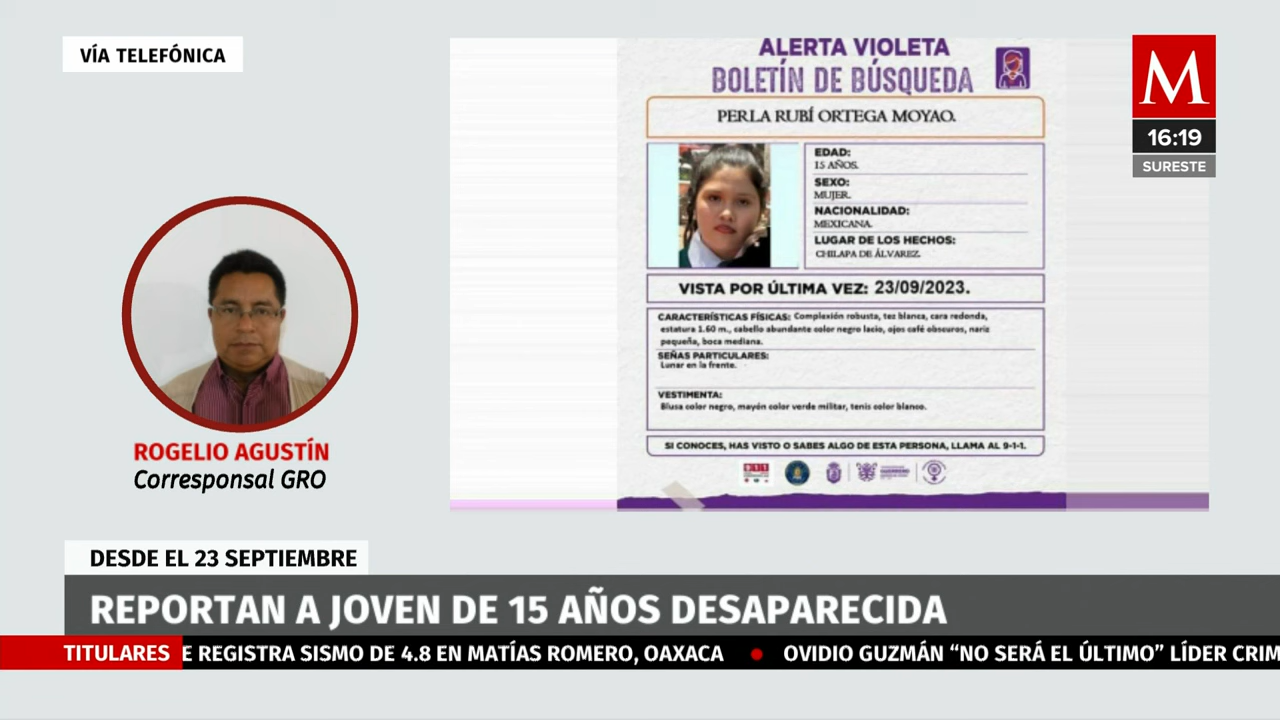 VÍA TELEFÓNICA
ROGELIO AGUSTÍN
Corresponsal GRO
ALERTA VIOLETA
BOLETÍN DE BÚSQUEDA
PERLA RUBÍ ORTEGA MOYAO.
EDAD:
15 AÑOS.
SEXO:
MUJER.
NACIONALIDAD:
MEXICANA.
LUGAR DE LOS HECHOS:
CHILAPA DE ÁLVAREZ.
VISTA POR ÚLTIMA VEZ: 23/09/2023.
CARACTERÍSTICAS FÍSICAS: Complexión robusta, tez blanca, cara redonda,
estatura 1.60 m., cabello abundante color negro lacio, ojos café obscuros, nariz
pequeña, boca mediana.
SEÑAS PARTICULARES:
Lunar en la frente.
VESTIMENTA:
Blusa color negro, mayón color verde militar, tenis color blanco.
SI CONOCES, HAS VISTO O SABES ALGO DE ESTA PERSONA, LLAMA AL 9-1-1.
M
16:19
SURESTE
DESDE EL 23 SEPTIEMBRE
REPORTAN A JOVEN DE 15 AÑOS DESAPARECIDA
TITULARES E REGISTRA SISMO DE 4.8 EN MATÍAS ROMERO, OAXACA • OVIDIO GUZMÁN “NO SERÁ EL ÚLTIMO” LÍDER CRIM